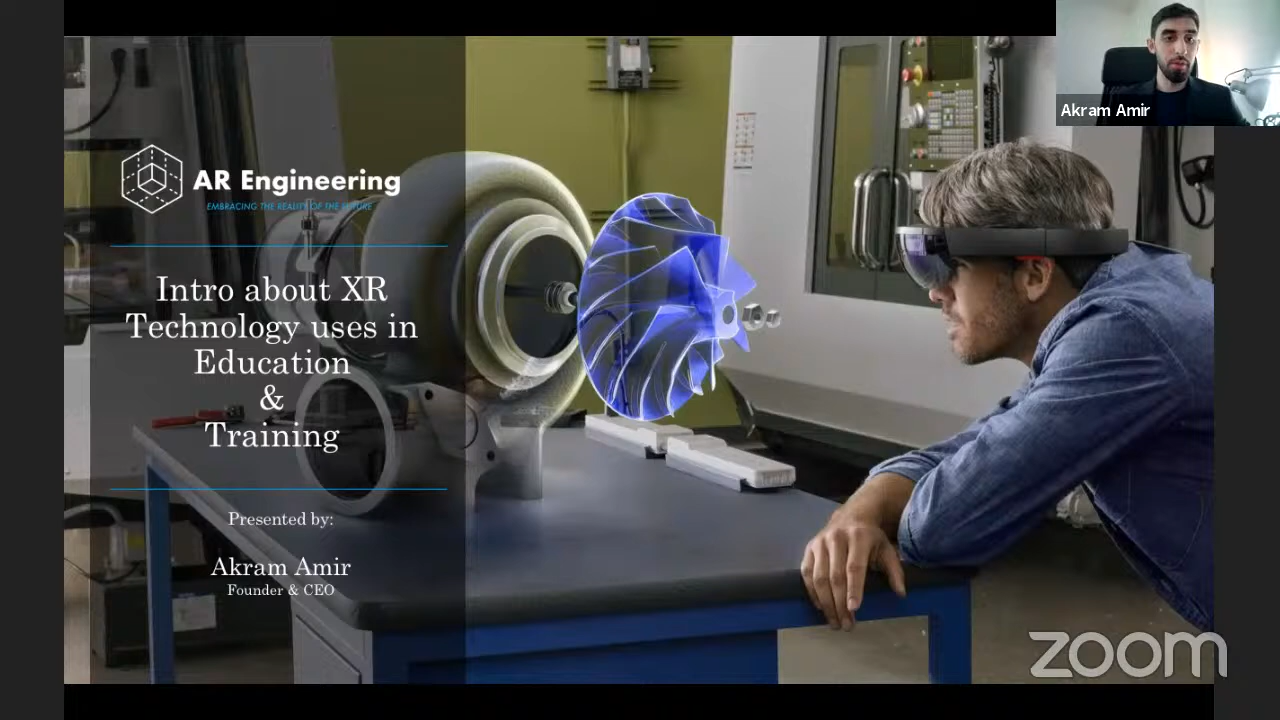 Akram Amir
AR Engineering
EMBRACING THE REALITY OF THE FUTURE
Intro about XR
Technology uses in
Education
&
Training
Presented by:
Akram Amir
Founder & CEO
zoom